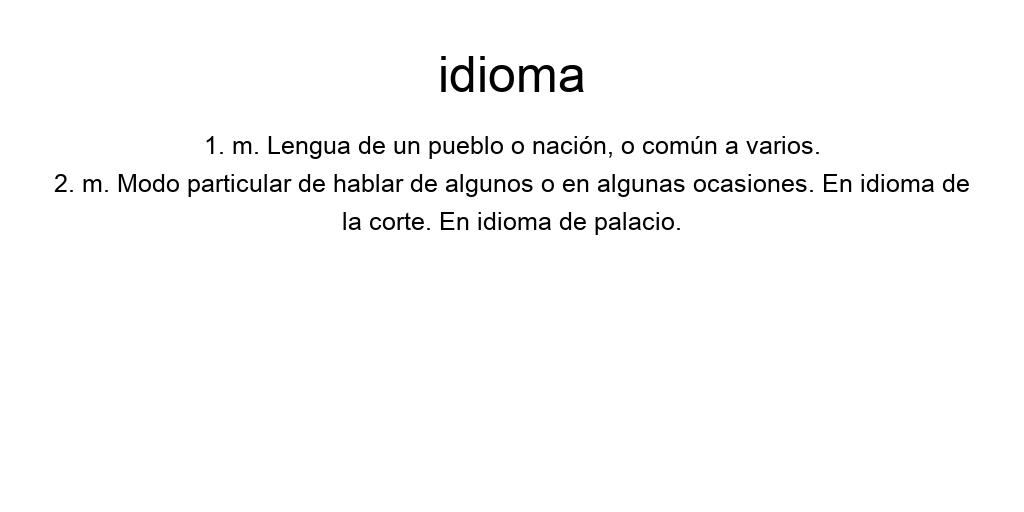 idioma
1. m. Lengua de un pueblo o nación, o común a varios.
2. m. Modo particular de hablar de algunos o en algunas ocasiones. En idioma de
la corte. En idioma de palacio.